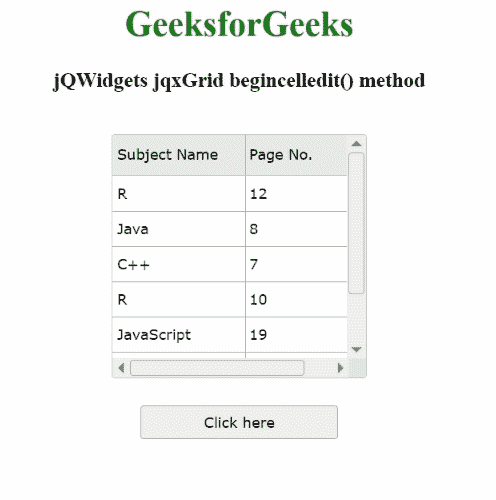 GeeksforGeeks
jQWidgets jqxGrid begincelledit() method
Subject Name Page No.
R 12
Java 8
C++ 7
R 10
JavaScript 19
Click here